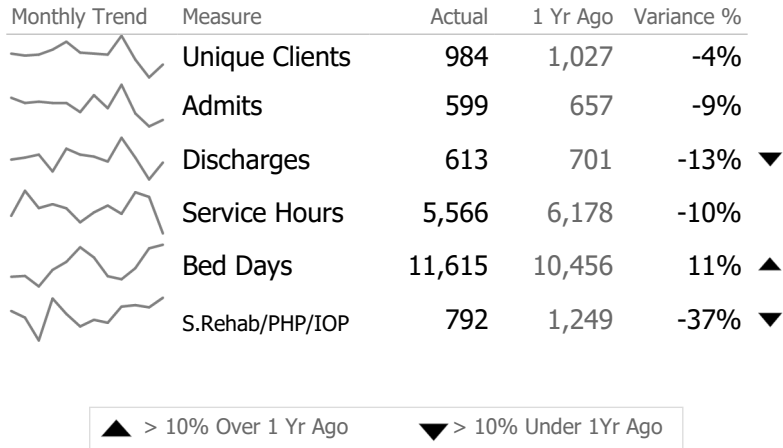 Monthly Trend Measure Actual 1 Yr Ago Variance %
Unique Clients 984 1,027 -4%
Admits 599 657 -9%
Discharges 613 701 -13% ▼
Service Hours 5,566 6,178 -10%
Bed Days 11,615 10,456 11% ▲
S.Rehab/PHP/IOP 792 1,249 -37% ▼
▲ > 10% Over 1 Yr Ago ▼ > 10% Under 1Yr Ago